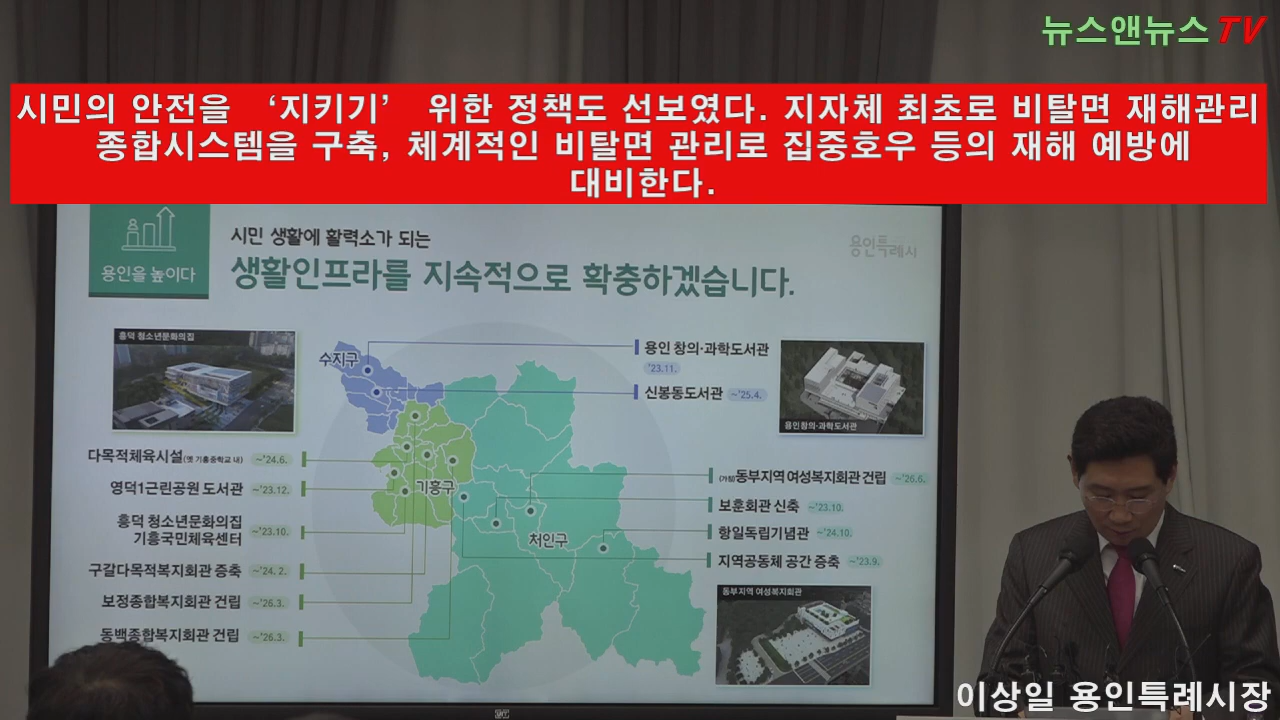 뉴스앤뉴스 TV
시민의 안전을 ‘지키기’ 위한 정책도 선보였다. 지자체 최초로 비탈면 재해관리
종합시스템을 구축, 체계적인 비탈면 관리로 집중호우 등의 재해 예방에
대비한다.
용인을 높이다
시민 생활에 활력소가 되는
생활인프라를 지속적으로 확충하겠습니다.
용인특례시
흥덕 청소년문화의집
수지구
기흥구
처인구
용인 창의·과학도서관
'23.11.
신봉동도서관 ~'25.4.
용인창의·과학도서관
다목적체육시설(옛 기흥중학교 내) ~'24.6.
영덕1근린공원 도서관 ~'23.12.
흥덕 청소년문화의집
기흥국민체육센터 ~'23.10.
구갈다목적복지회관 증축 ~'24. 2.
보정종합복지회관 건립 ~'26.3.
동백종합복지회관 건립 ~'26.3.
(가칭)동부지역 여성복지회관 건립 ~'26.6.
보훈회관 신축 ~'23.10.
항일독립기념관 ~'24.10.
지역공동체 공간 증축 ~'23.9.
동부지역 여성복지회관
이상일 용인특례시장